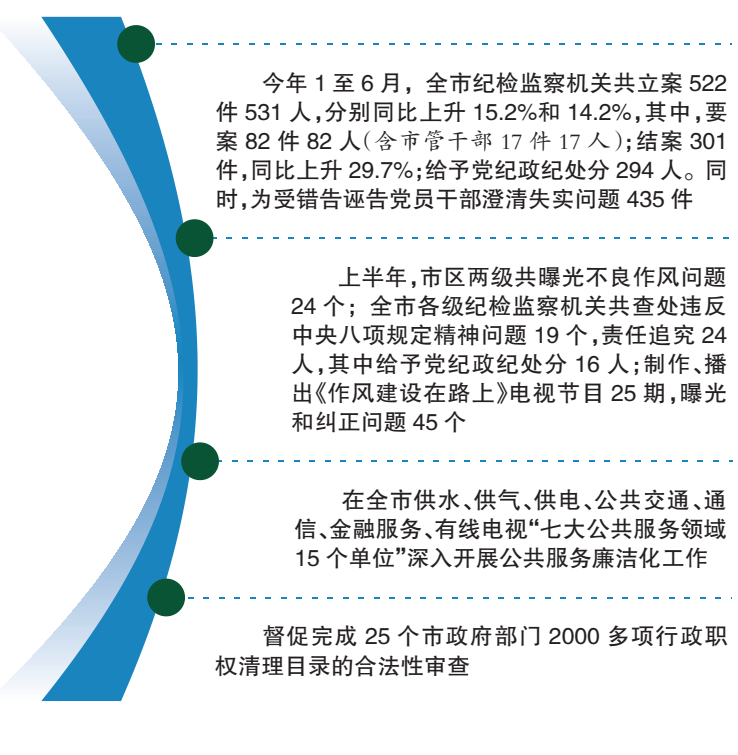 今年 1 至 6 月，全市纪检监察机关共立案 522
件 531 人，分别同比上升 15.2%和 14.2%，其中，要
案 82 件 82 人(含市管干部 17 件 17 人)；结案 301
件，同比上升 29.7%；给予党纪政纪处分 294 人。同
时，为受错告诬告党员干部澄清失实问题 435 件
上半年，市区两级共曝光不良作风问题
24 个；全市各级纪检监察机关共查处违反
中央八项规定精神问题 19 个，责任追究 24
人，其中给予党纪政纪处分 16 人；制作、播
出《作风建设在路上》电视节目 25 期，曝光
和纠正问题 45 个
在全市供水、供气、供电、公共交通、通
信、金融服务、有线电视“七大公共服务领域
15 个单位”深入开展公共服务廉洁化工作
督促完成 25 个市政府部门 2000 多项行政职
权清理目录的合法性审查